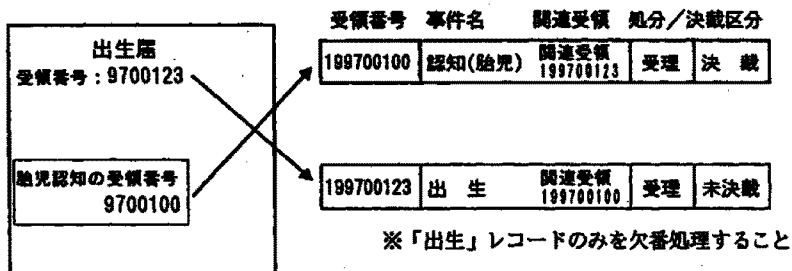 受領番号 事件名 関連受領 処分／決裁区分
出生届
受領番号：9700123
199700100 認知(胎児) 関連受領 199700123 受理 決 裁
胎児認知の受領番号
9700100
199700123 出 生 関連受領 199700100 受理 未決裁
※「出生」レコードのみを欠番処理すること